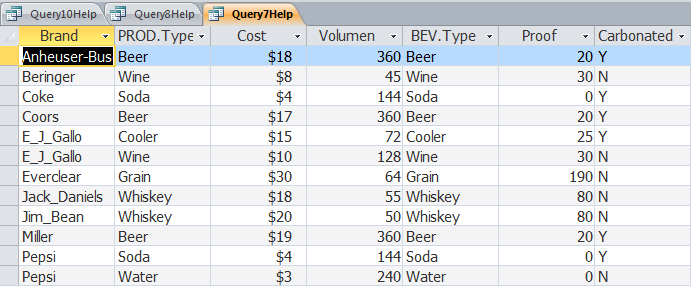 Query10Help Query8Help Query7Help
Brand PROD.Type Cost Volumen BEV.Type Proof Carbonated
Anheuser-Bus Beer $18 360 Beer 20 Y
Beringer Wine $8 45 Wine 30 N
Coke Soda $4 144 Soda 0 Y
Coors Beer $17 360 Beer 20 Y
E_J_Gallo Cooler $15 72 Cooler 25 Y
E_J_Gallo Wine $10 128 Wine 30 N
Everclear Grain $30 64 Grain 190 N
Jack_Daniels Whiskey $18 55 Whiskey 80 N
Jim_Bean Whiskey $20 50 Whiskey 80 N
Miller Beer $19 360 Beer 20 Y
Pepsi Soda $4 144 Soda 0 Y
Pepsi Water $3 240 Water 0 N